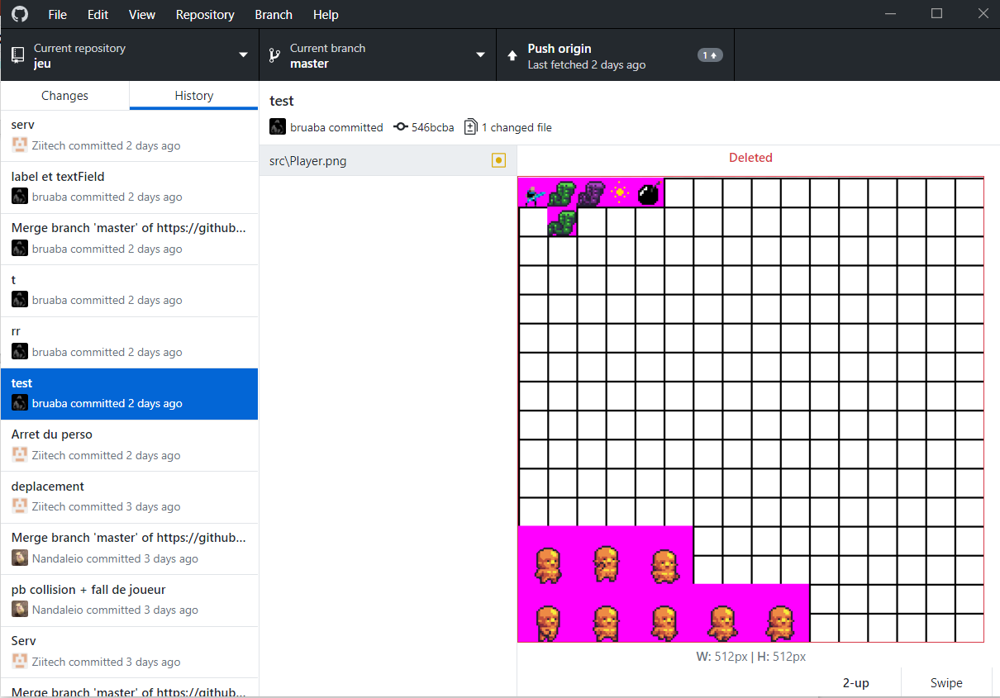 File Edit View Repository Branch Help
Current repository
jeu
Current branch
master
Push origin
Last fetched 2 days ago
1
Changes
History
serv
Ziitech committed 2 days ago
label et textField
bruaba committed 2 days ago
Merge branch 'master' of https://github...
bruaba committed 2 days ago
t
bruaba committed 2 days ago
rr
bruaba committed 2 days ago
test
bruaba committed 2 days ago
Arret du perso
Ziitech committed 2 days ago
deplacement
Ziitech committed 3 days ago
Merge branch 'master' of https://github...
Nandaleio committed 3 days ago
pb collision + fall de joueur
Nandaleio committed 3 days ago
Serv
Ziitech committed 3 days ago
Merge branch 'master' of https://github...
test
bruaba committed 546bcba 1 changed file
src\Player.png
Deleted
W: 512px | H: 512px
2-up
Swipe